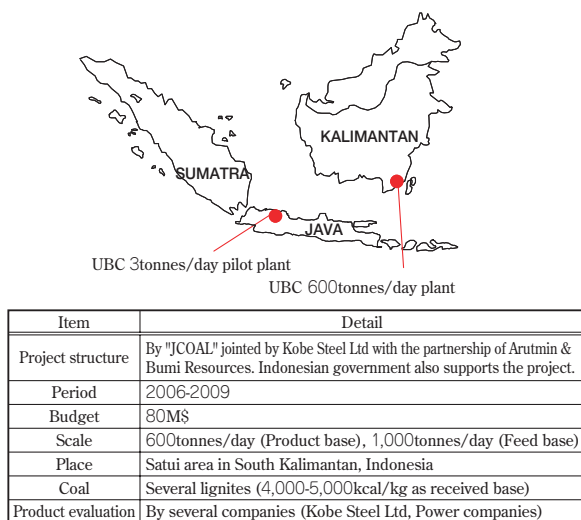 KALIMANTAN
SUMATRA
JAVA
UBC 3tonnes/day pilot plant
UBC 600tonnes/day plant
Item Detail
Project structure By "JCOAL" jointed by Kobe Steel Ltd with the partnership of Arutmin &
Bumi Resources. Indonesian government also supports the project.
Period 2006-2009
Budget 80M$
Scale 600tonnes/day (Product base), 1,000tonnes/day (Feed base)
Place Satui area in South Kalimantan, Indonesia
Coal Several lignites (4,000-5,000kcal/kg as received base)
Product evaluation By several companies (Kobe Steel Ltd, Power companies)